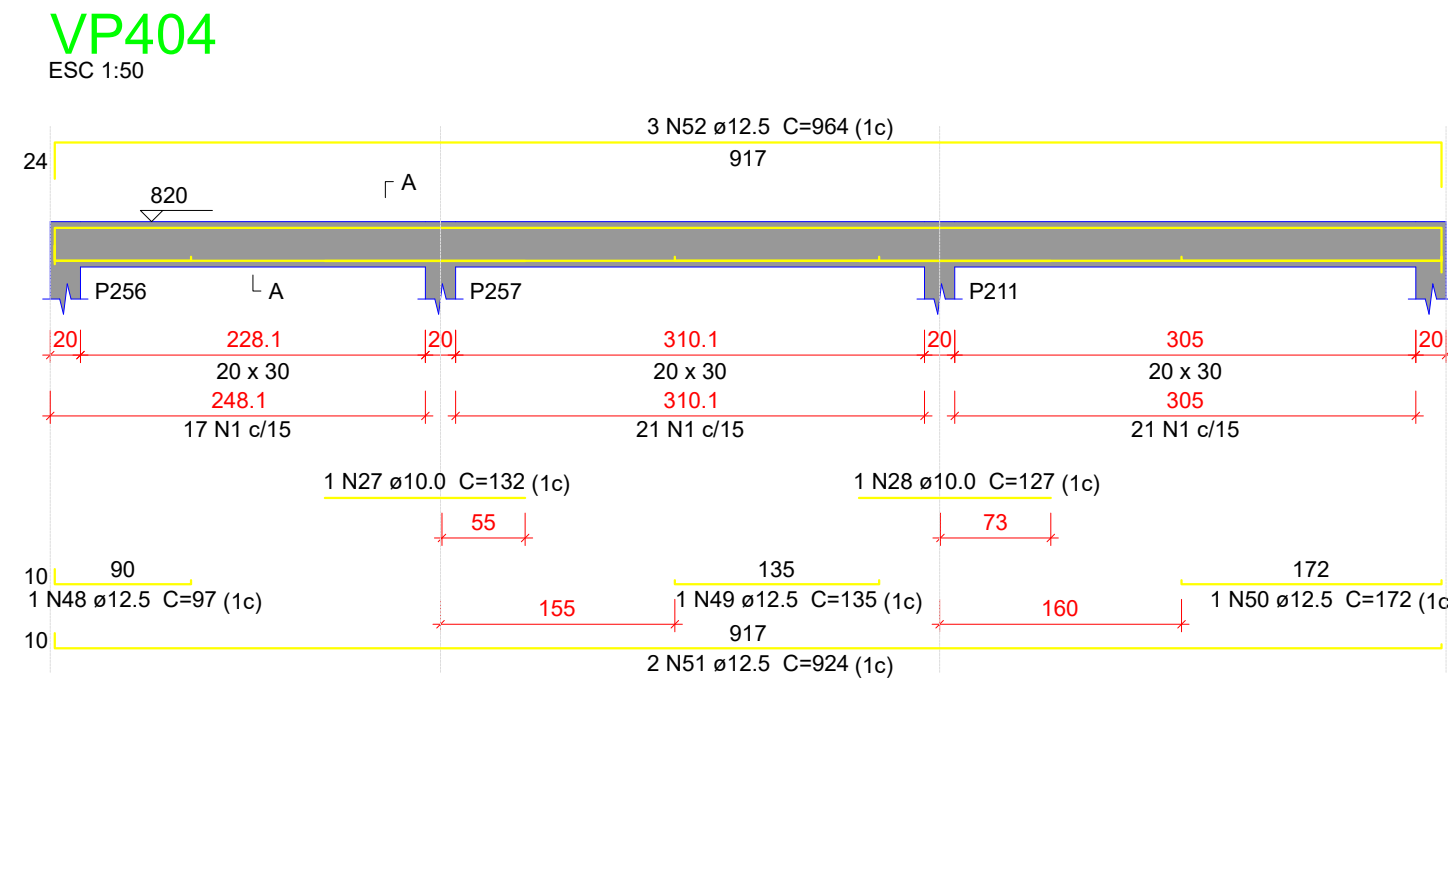 VP404
ESC 1:50
3 N52 ø12.5 C=964 (1c)
24
917
820
A
A
P256
P257
P211
20
228.1
20
310.1
20
305
20
20 x 30
20 x 30
20 x 30
248.1
310.1
305
17 N1 c/15
21 N1 c/15
21 N1 c/15
1 N27 ø10.0 C=132 (1c)
1 N28 ø10.0 C=127 (1c)
55
73
10
90
135
172
1 N48 ø12.5 C=97 (1c)
1 N49 ø12.5 C=135 (1c)
1 N50 ø12.5 C=172 (1c
155
160
10
917
2 N51 ø12.5 C=924 (1c)